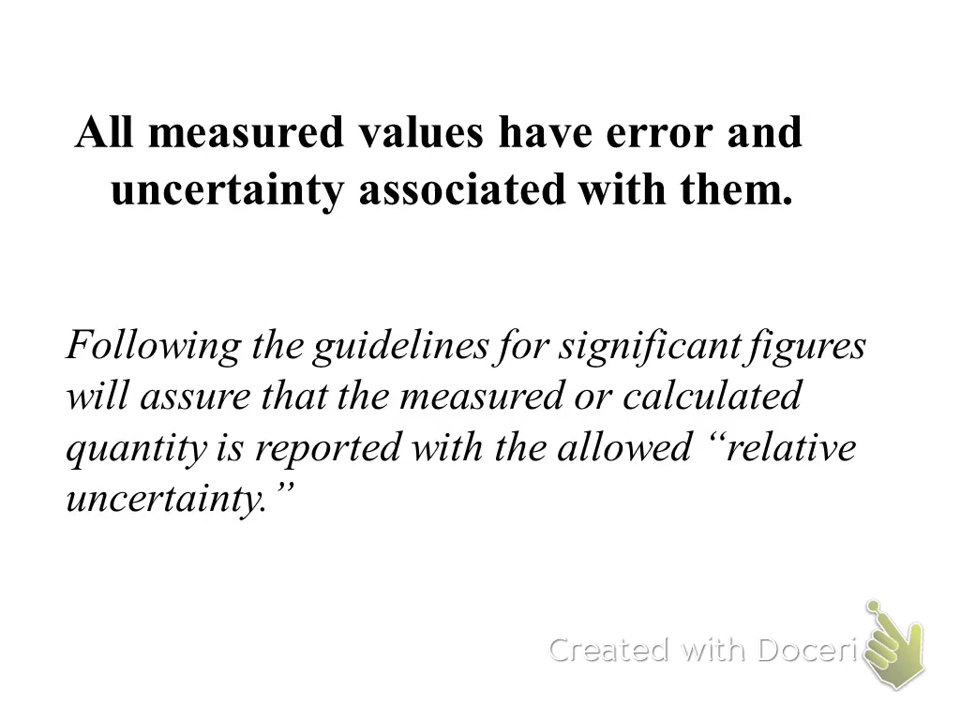 All measured values have error and
uncertainty associated with them.
Following the guidelines for significant figures
will assure that the measured or calculated
quantity is reported with the allowed “relative
uncertainty.”
Created with Doceri